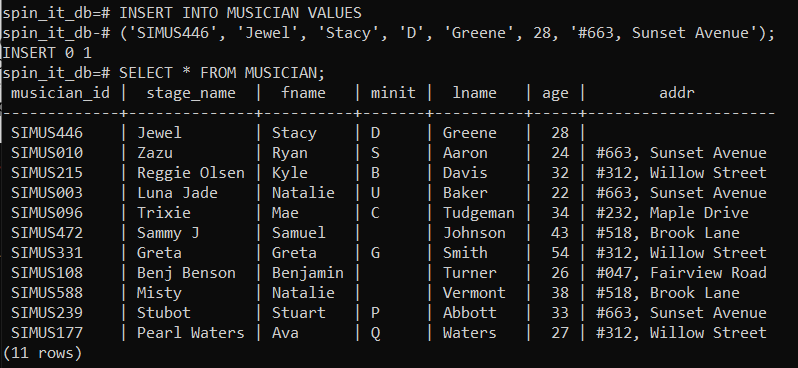 spin_it_db=# INSERT INTO MUSICIAN VALUES
spin_it_db-# ('SIMUS446', 'Jewel', 'Stacy', 'D', 'Greene', 28, '#663, Sunset Avenue');
INSERT 0 1
spin_it_db=# SELECT * FROM MUSICIAN;
 musician_id |  stage_name  |  fname   | minit |  lname   | age |        addr
-------------+--------------+----------+-------+----------+-----+--------------------
 SIMUS446    | Jewel        | Stacy    | D     | Greene   |  28 |
 SIMUS010    | Zazu         | Ryan     | S     | Aaron    |  24 | #663, Sunset Avenue
 SIMUS215    | Reggie Olsen | Kyle     | B     | Davis    |  32 | #312, Willow Street
 SIMUS003    | Luna Jade    | Natalie  | U     | Baker    |  22 | #663, Sunset Avenue
 SIMUS096    | Trixie       | Mae      | C     | Tudgeman |  34 | #232, Maple Drive
 SIMUS472    | Sammy J      | Samuel   |       | Johnson  |  43 | #518, Brook Lane
 SIMUS331    | Greta        | Greta    | G     | Smith    |  54 | #312, Willow Street
 SIMUS108    | Benj Benson  | Benjamin |       | Turner   |  26 | #047, Fairview Road
 SIMUS588    | Misty        | Natalie  |       | Vermont  |  38 | #518, Brook Lane
 SIMUS239    | Stubot       | Stuart   | P     | Abbott   |  33 | #663, Sunset Avenue
 SIMUS177    | Pearl Waters | Ava      | Q     | Waters   |  27 | #312, Willow Street
(11 rows)